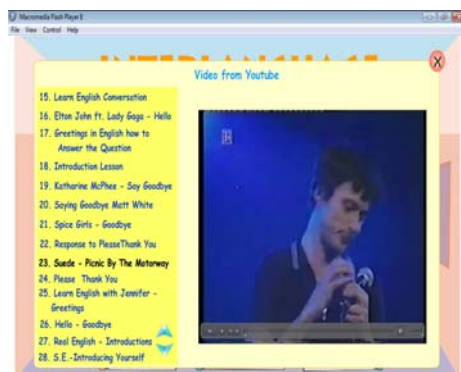 Macromedia Flash Player 8
File View Control Help
INTERLANGUAGE
X
Video from Youtube
15. Learn English Conversation
16. Elton John ft. Lady Gaga - Hello
17. Greetings in English how to
Answer the Question
18. Introduction Lesson
19. Katharine McPhee - Say Goodbye
20. Saying Goodbye Matt White
21. Spice Girls - Goodbye
22. Response to PleaseThank You
23. Suede - Picnic By The Motorway
24. Please Thank You
25. Learn English with Jennifer -
Greetings
26. Hello - Goodbye
27. Real English - Introductions
28. S.E.-Introducing Yourself